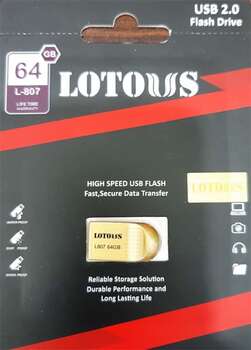 USB 2.0
Flash Drive
GB
64
L-807
LIFE TIME
WARRANTY
LOTOUS
HIGH SPEED USB FLASH
Fast,Secure Data Transfer
LOTOUS
L807 64GB
Reliable Storage Solution
Durable Performance and
Long Lasting Life